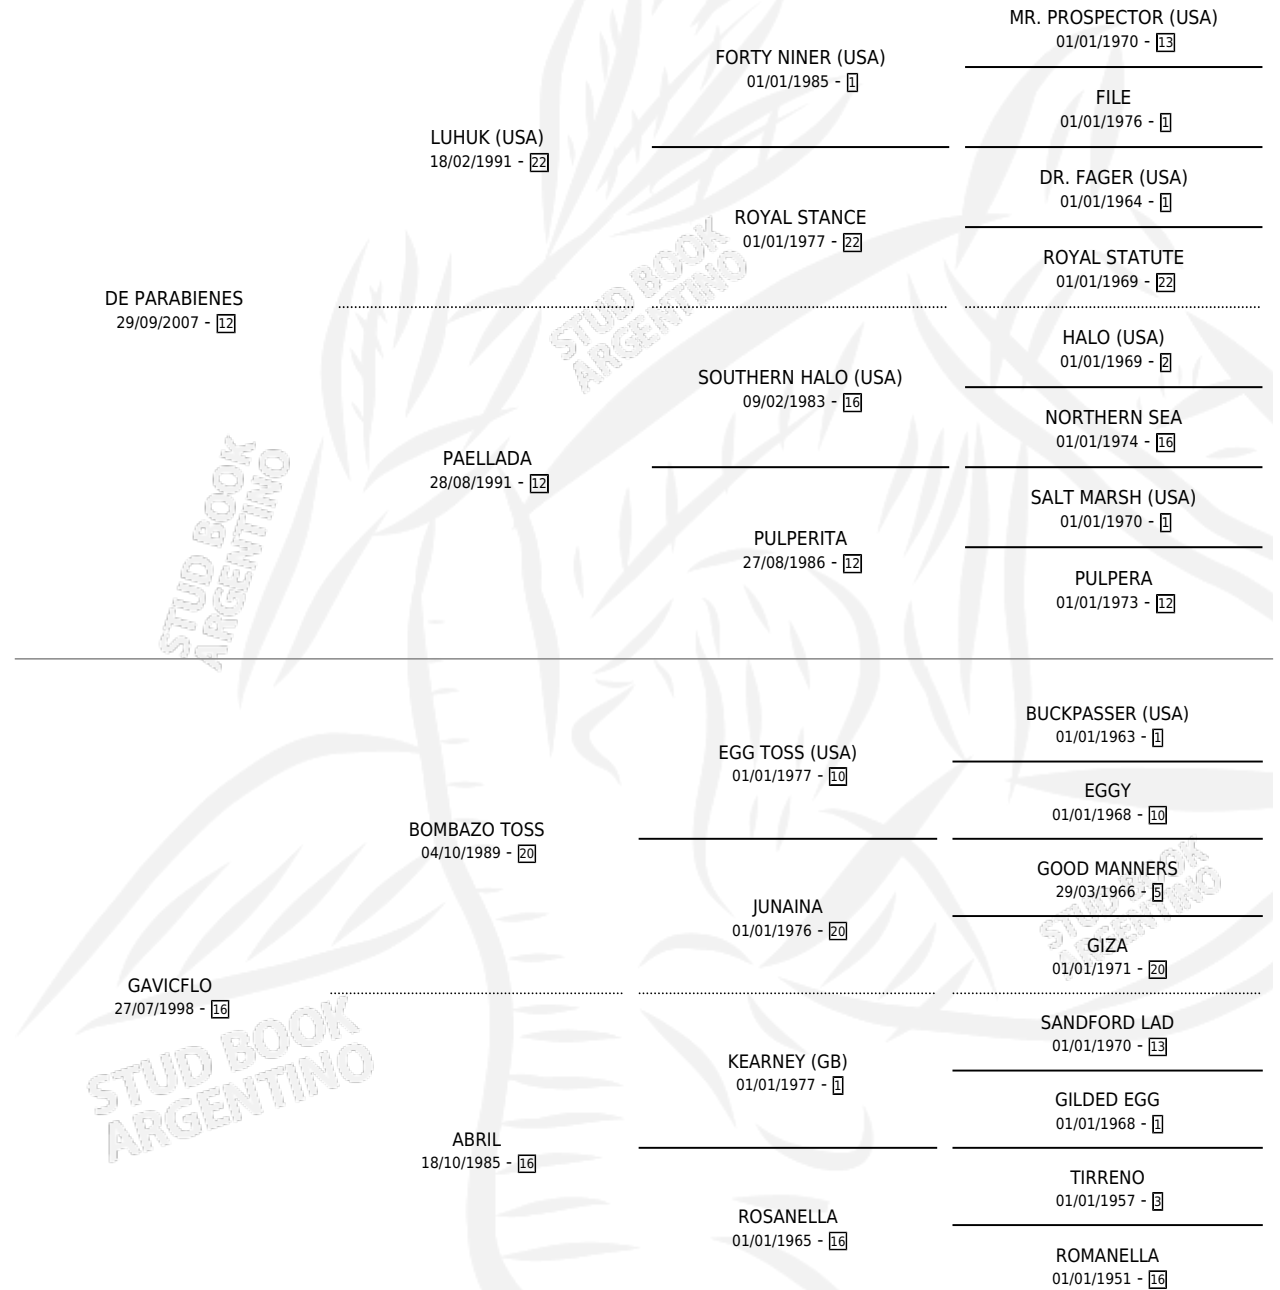 MR. PROSPECTOR (USA)
01/01/1970 - 13
FORTY NINER (USA)
01/01/1985 - 1
FILE
01/01/1976 - 1
LUHUK (USA)
18/02/1991 - 22
DR. FAGER (USA)
01/01/1964 - 1
ROYAL STANCE
01/01/1977 - 22
ROYAL STATUTE
01/01/1969 - 22
DE PARABIENES
29/09/2007 - 12
STUD BOOK
ARGENTINO
HALO (USA)
01/01/1969 - 2
SOUTHERN HALO (USA)
09/02/1983 - 16
NORTHERN SEA
01/01/1974 - 16
PAELLADA
28/08/1991 - 12
SALT MARSH (USA)
01/01/1970 - 1
PULPERITA
27/08/1986 - 12
PULPERA
01/01/1973 - 12
STUD BOOK
ARGENTINO
BUCKPASSER (USA)
01/01/1963 - 1
EGG TOSS (USA)
01/01/1977 - 10
EGGY
01/01/1968 - 10
BOMBAZO TOSS
04/10/1989 - 20
GOOD MANNERS
29/03/1966 - 5
JUNAINA
01/01/1976 - 20
STUD BOOK
ARGENTINO
GIZA
01/01/1971 - 20
GAVICFLO
27/07/1998 - 16
SANDFORD LAD
01/01/1970 - 13
KEARNEY (GB)
01/01/1977 - 1
GILDED EGG
01/01/1968 - 1
STUD BOOK
ARGENTINO
ABRIL
18/10/1985 - 16
TIRRENO
01/01/1957 - 3
ROSANELLA
01/01/1965 - 16
ROMANELLA
01/01/1951 - 16